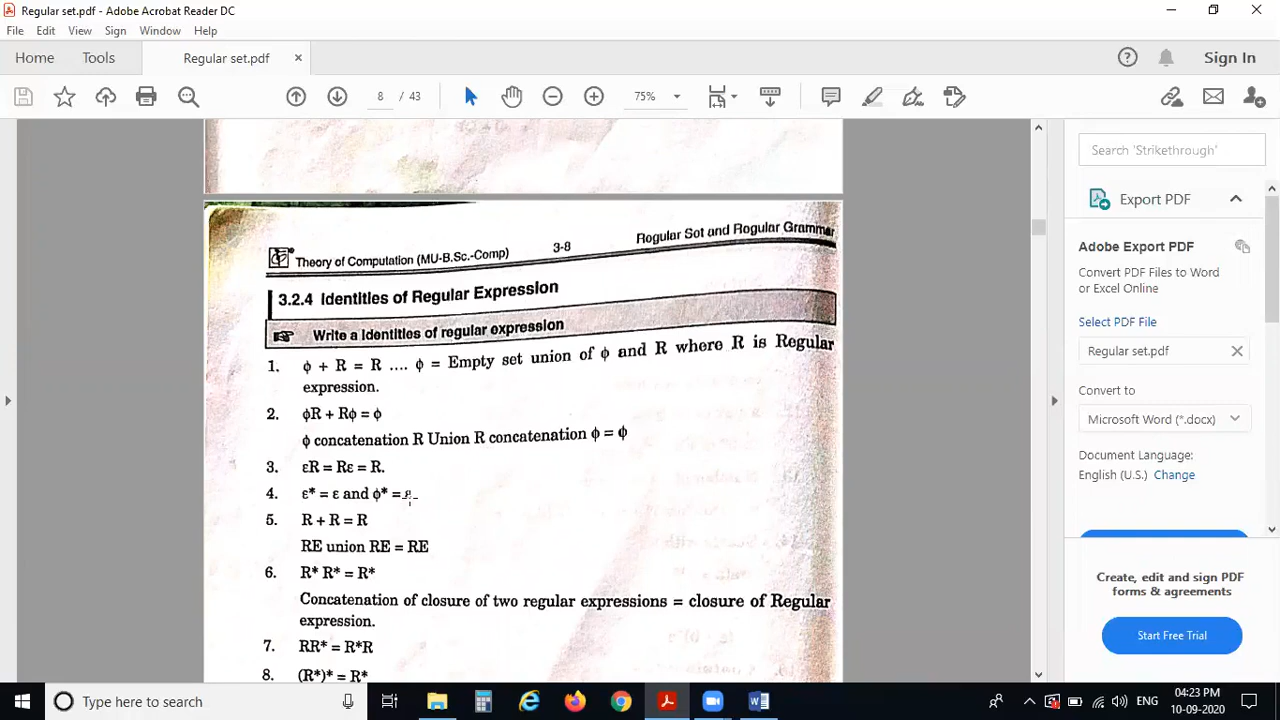 Regular set.pdf - Adobe Acrobat Reader DC
File Edit View Sign Window Help
Home Tools Regular set.pdf × Sign In
8 / 43 75%
Search 'Strikethrough'
Export PDF
Adobe Export PDF
Convert PDF Files to Word
or Excel Online
Select PDF File
Regular set.pdf
Convert to
Microsoft Word (*.docx)
Document Language:
English (U.S.) Change
Create, edit and sign PDF
forms & agreements
Start Free Trial
Theory of Computation (MU-B.Sc.-Comp) 3-8 Regular Sot and Regular Grammar
3.2.4 Identities of Regular Expression
Write a Identities of regular expression
1. ϕ + R = R .... ϕ = Empty set union of ϕ and R where R is Regular
expression.
2. ϕR + Rϕ = ϕ
ϕ concatenation R Union R concatenation ϕ = ϕ
3. εR = Rε = R.
4. ε* = ε and ϕ* =
5. R + R = R
RE union RE = RE
6. R* R* = R*
Concatenation of closure of two regular expressions = closure of Regular
expression.
7. RR* = R*R
8. (R*)* = R*
Type here to search
ENG
04:23 PM
10-09-2020